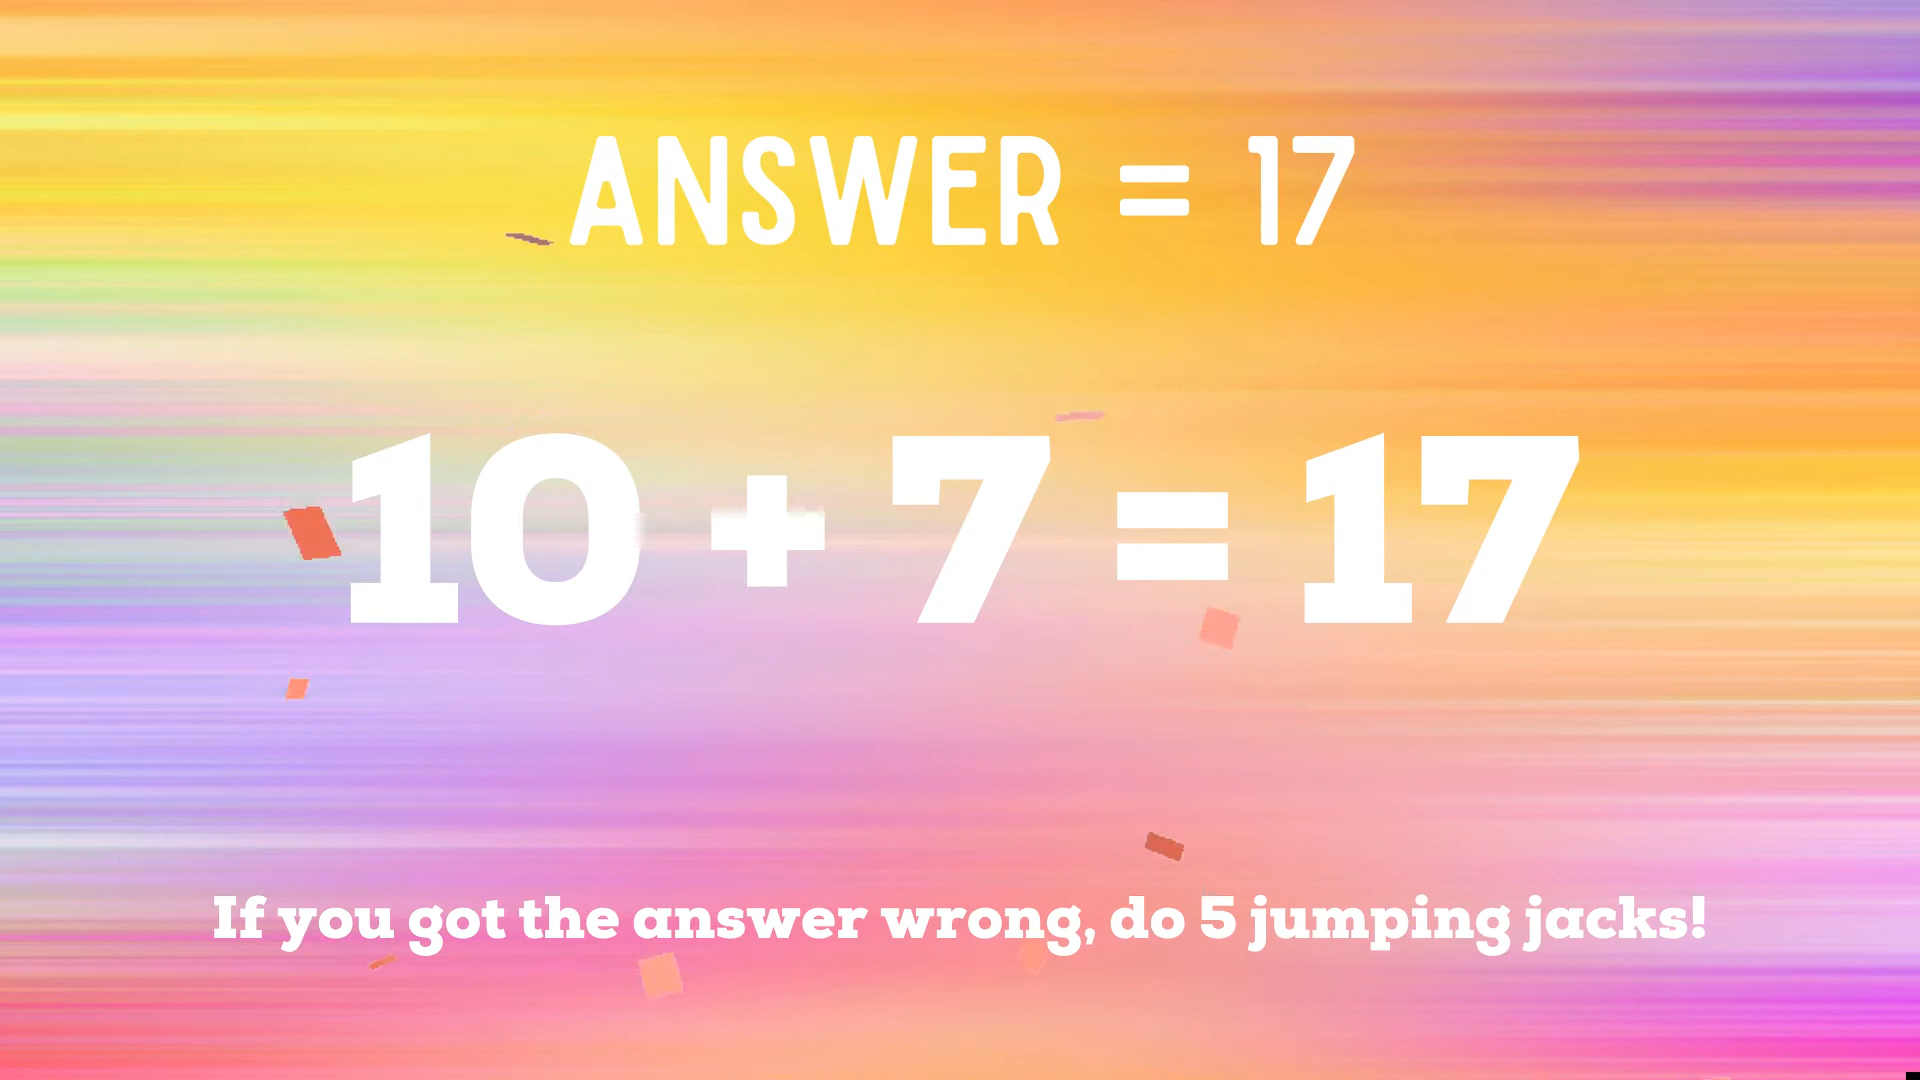 ANSWER = 17
10 + 7 = 17
If you got the answer wrong, do 5 jumping jacks!